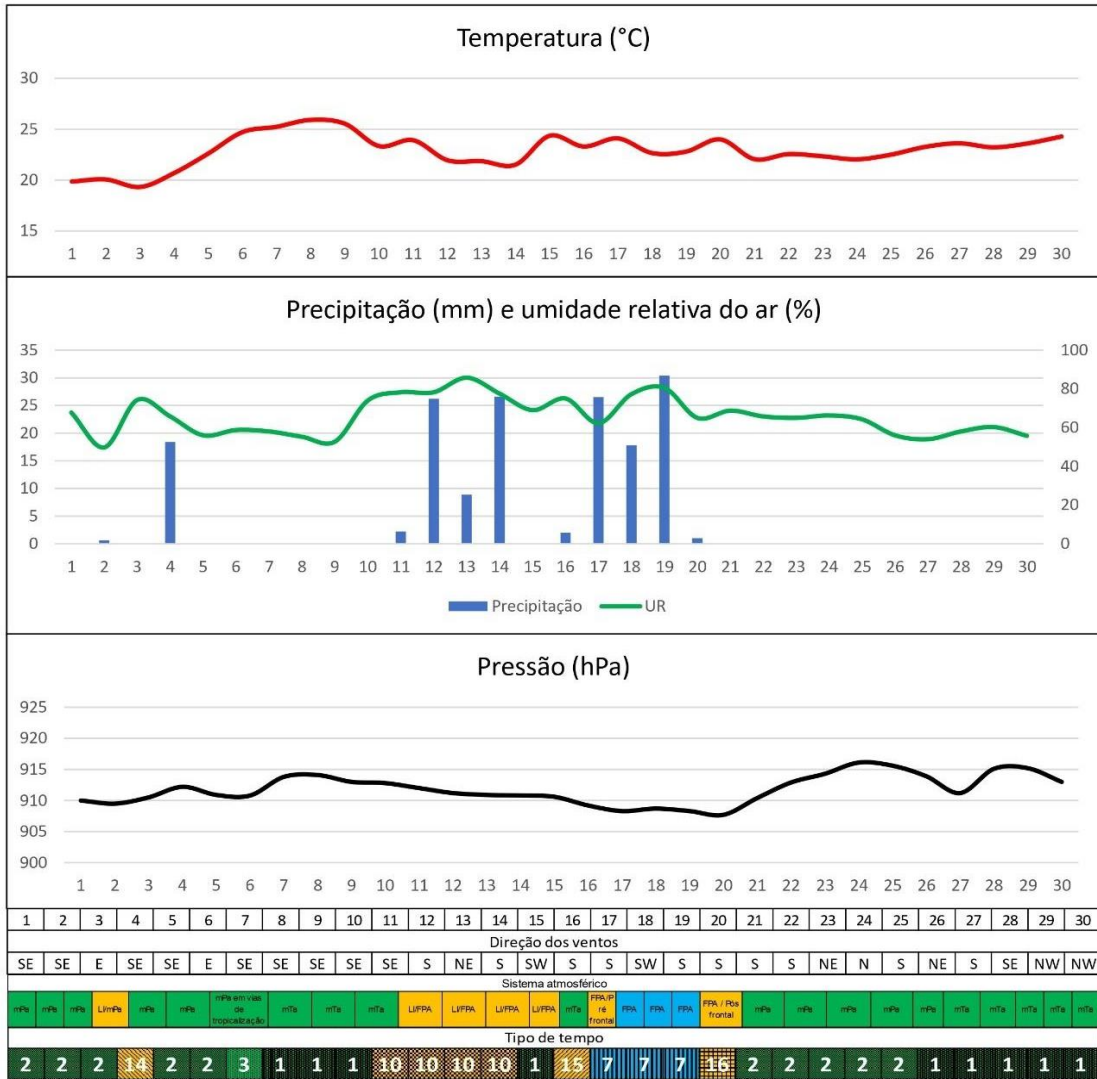 Temperatura (°C)
30
25
20
15
1 2 3 4 5 6 7 8 9 10 11 12 13 14 15 16 17 18 19 20 21 22 23 24 25 26 27 28 29 30
Precipitação (mm) e umidade relativa do ar (%)
35 100
30
25 80
20 60
15
10 40
5 20
0 0
1 2 3 4 5 6 7 8 9 10 11 12 13 14 15 16 17 18 19 20 21 22 23 24 25 26 27 28 29 30
Precipitação UR
Pressão (hPa)
925
920
915
910
905
900
1 2 3 4 5 6 7 8 9 10 11 12 13 14 15 16 17 18 19 20 21 22 23 24 25 26 27 28 29 30
1 2 3 4 5 6 7 8 9 10 11 12 13 14 15 16 17 18 19 20 21 22 23 24 25 26 27 28 29 30
Direção dos ventos
SE SE E SE SE E SE SE SE SE SE S NE S SW S S SW S S S S NE N S NE S SE NW NW
Sistema atmosférico
mPa mPa mPa LI/mPa mPa mPa mPa em vias de tropicalização mTa mTa mTa LI/FPA LI/FPA LI/FPA LI/FPA mTa FPA/P ré frontal FPA FPA FPA FPA / Pós frontal mPa mPa mPa mPa mPa mTa mTa mTa mTa mTa
Tipo de tempo
2 2 2 14 2 2 3 1 1 1 10 10 10 10 1 15 7 7 7 16 2 2 2 2 2 1 1 1 1 1